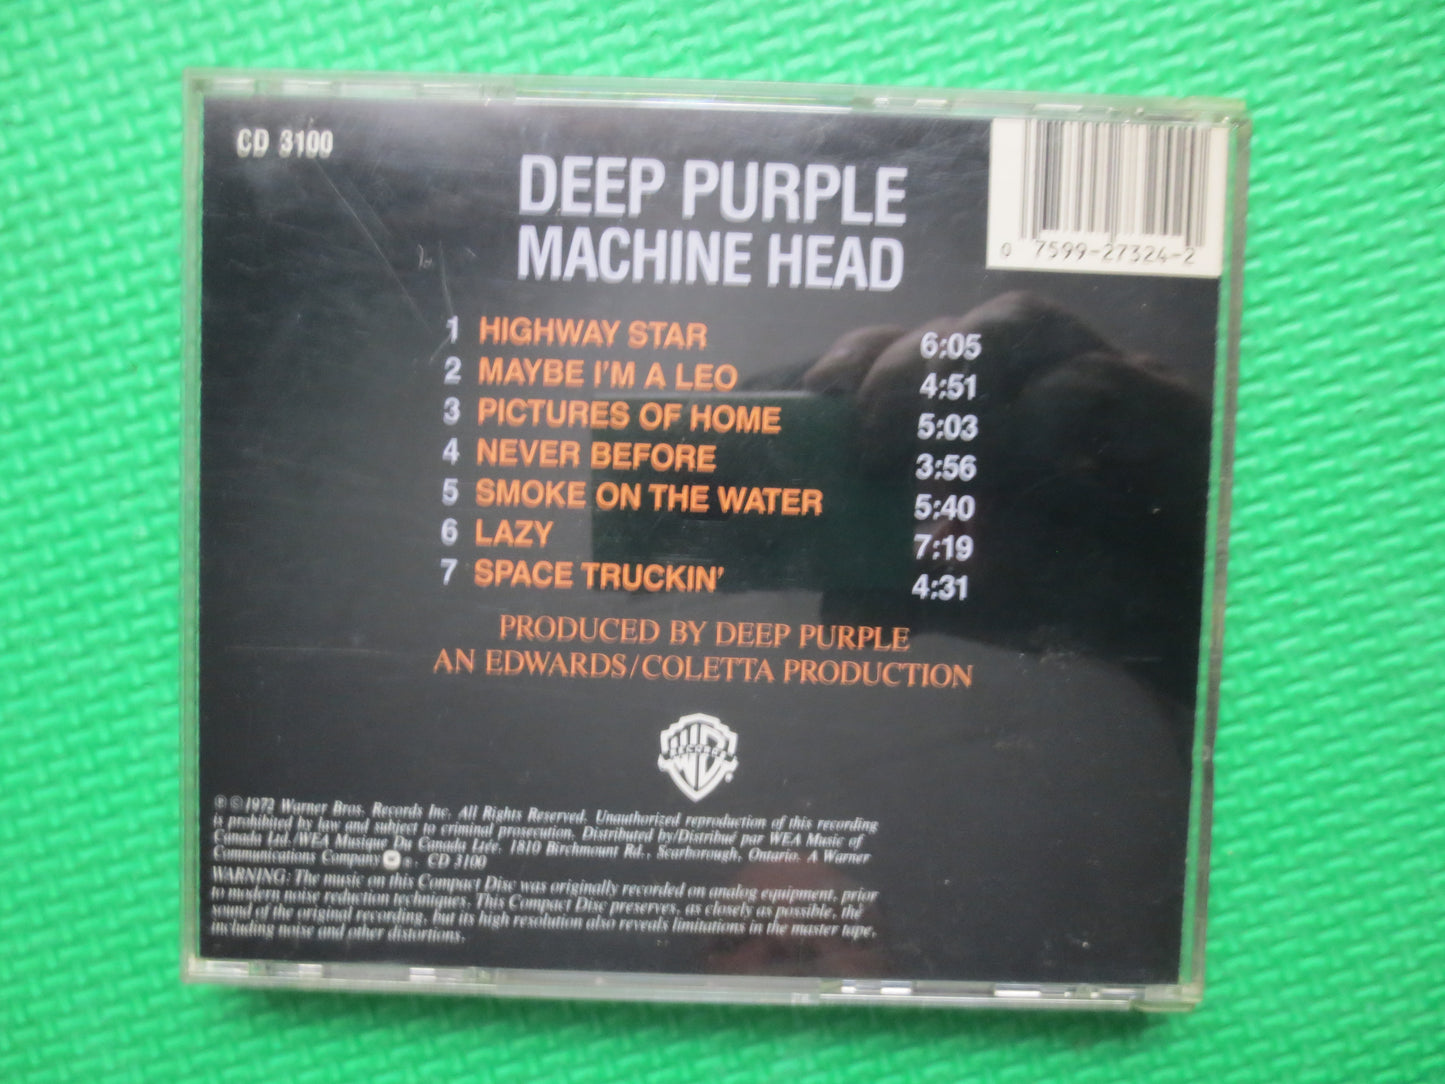 CD 3100
DEEP PURPLE
MACHINE HEAD
0 7599-27324-2
1 HIGHWAY STAR 6:05
2 MAYBE I'M A LEO 4:51
3 PICTURES OF HOME 5:03
4 NEVER BEFORE 3:56
5 SMOKE ON THE WATER 5:40
6 LAZY 7:19
7 SPACE TRUCKIN' 4:31
PRODUCED BY DEEP PURPLE
AN EDWARDS/COLETTA PRODUCTION
RECORDS
℗ © 1972 Warner Bros. Records Inc. All Rights Reserved. Unauthorized reproduction of this recording
is prohibited by law and subject to criminal prosecution. Distributed by/Distribué par WEA Music of
Canada Ltd./WEA Musique Du Canada Ltée. 1810 Birchmount Rd., Scarborough, Ontario. A Warner
Communications Company ®. CD 3100
WARNING: The music on this Compact Disc was originally recorded on analog equipment, prior
to modern noise reduction techniques. This Compact Disc preserves, as closely as possible, the
sound of the original recording, but its high resolution also reveals limitations in the master tape,
including noise and other distortions.